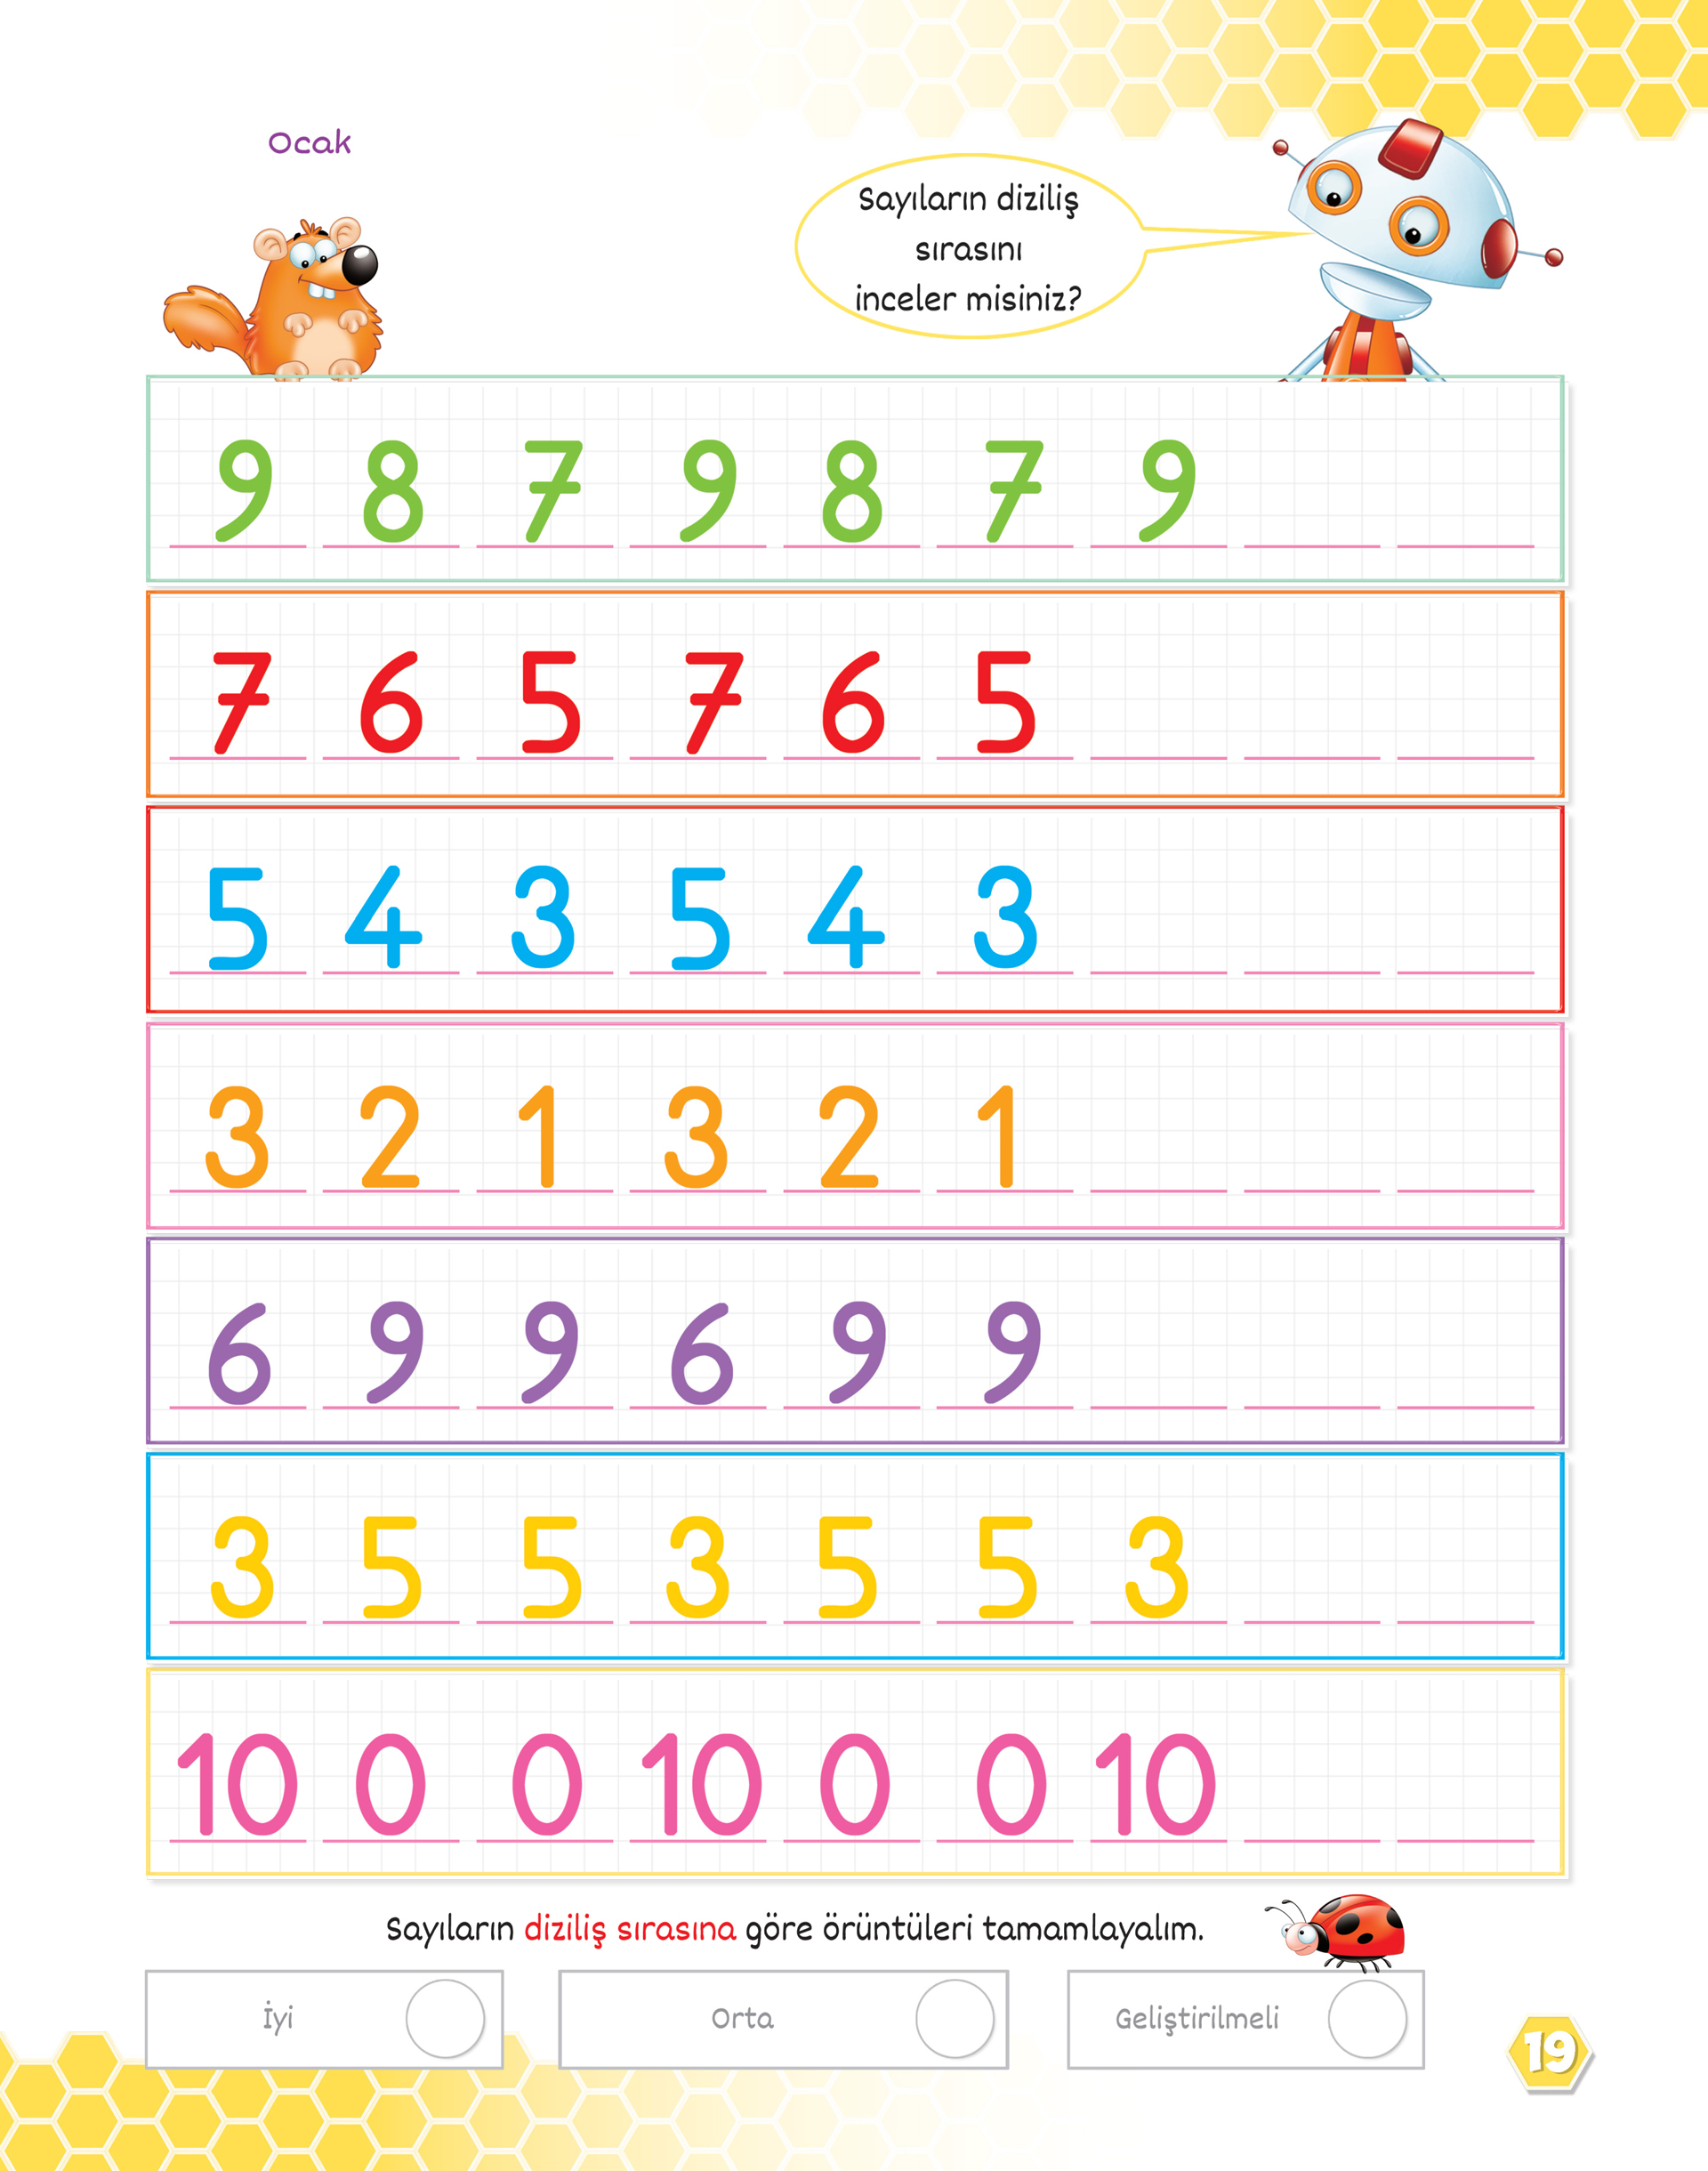 Ocak
Sayıların diziliş
sırasını
inceler misiniz?
9 8 7 9 8 7 9
7 6 5 7 6 5
5 4 3 5 4 3
3 2 1 3 2 1
6 9 9 6 9 9
3 5 5 3 5 5 3
10 0 0 10 0 0 10
Sayıların diziliş sırasına göre örüntüleri tamamlayalım.
İyi
Orta
Geliştirilmeli
19